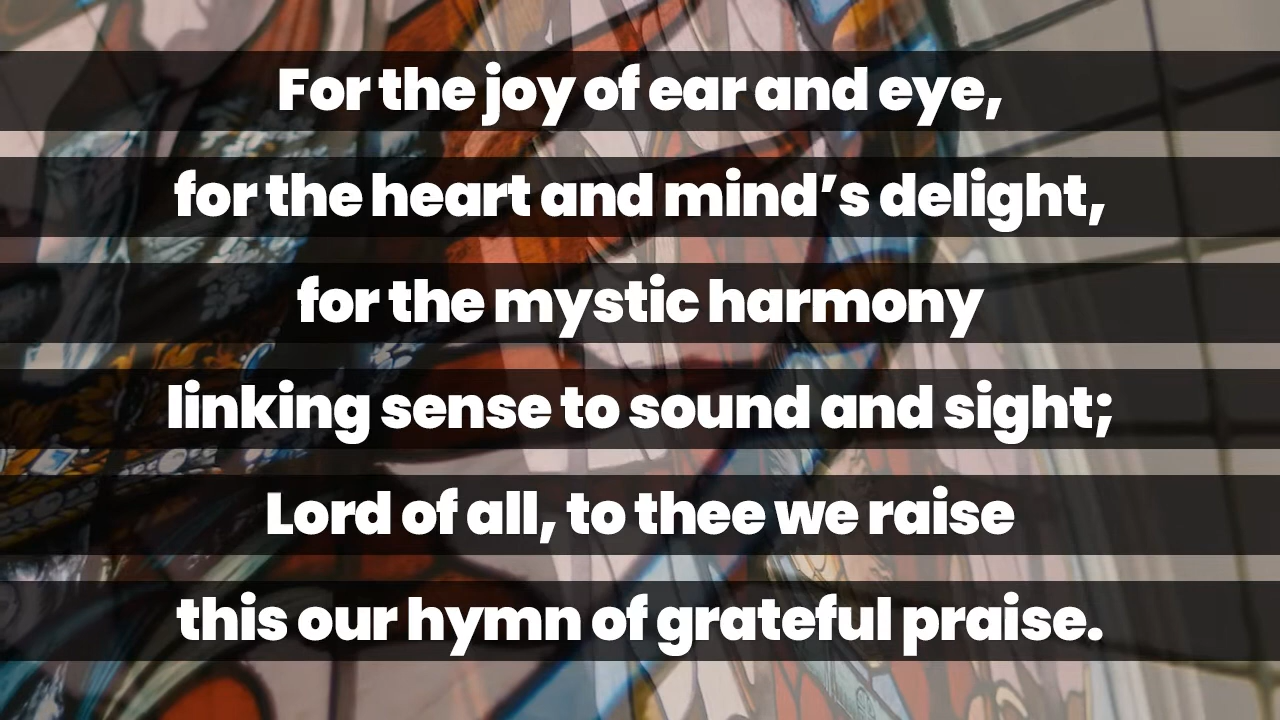 For the joy of ear and eye,
for the heart and mind’s delight,
for the mystic harmony
linking sense to sound and sight;
Lord of all, to thee we raise
this our hymn of grateful praise.